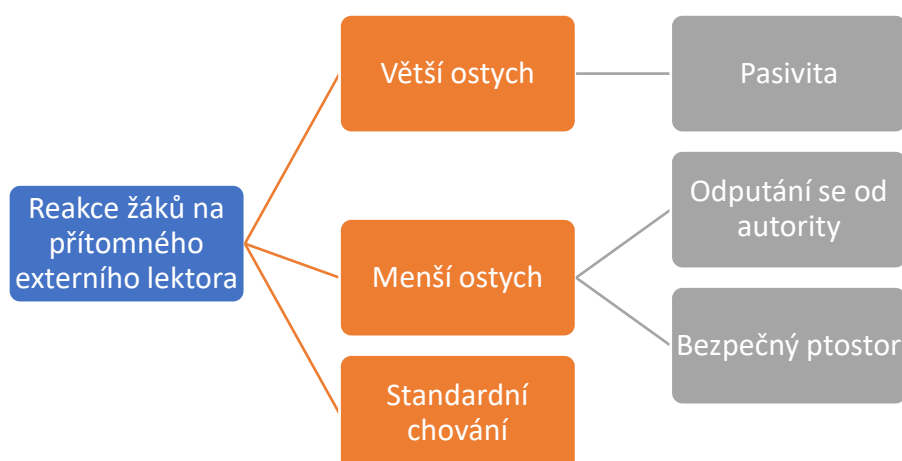 Reakce žáků na
přítomného
externího lektora
Větší ostych
Pasivita
Menší ostych
Odputání se od
autority
Bezpečný ptostor
Standardní
chování